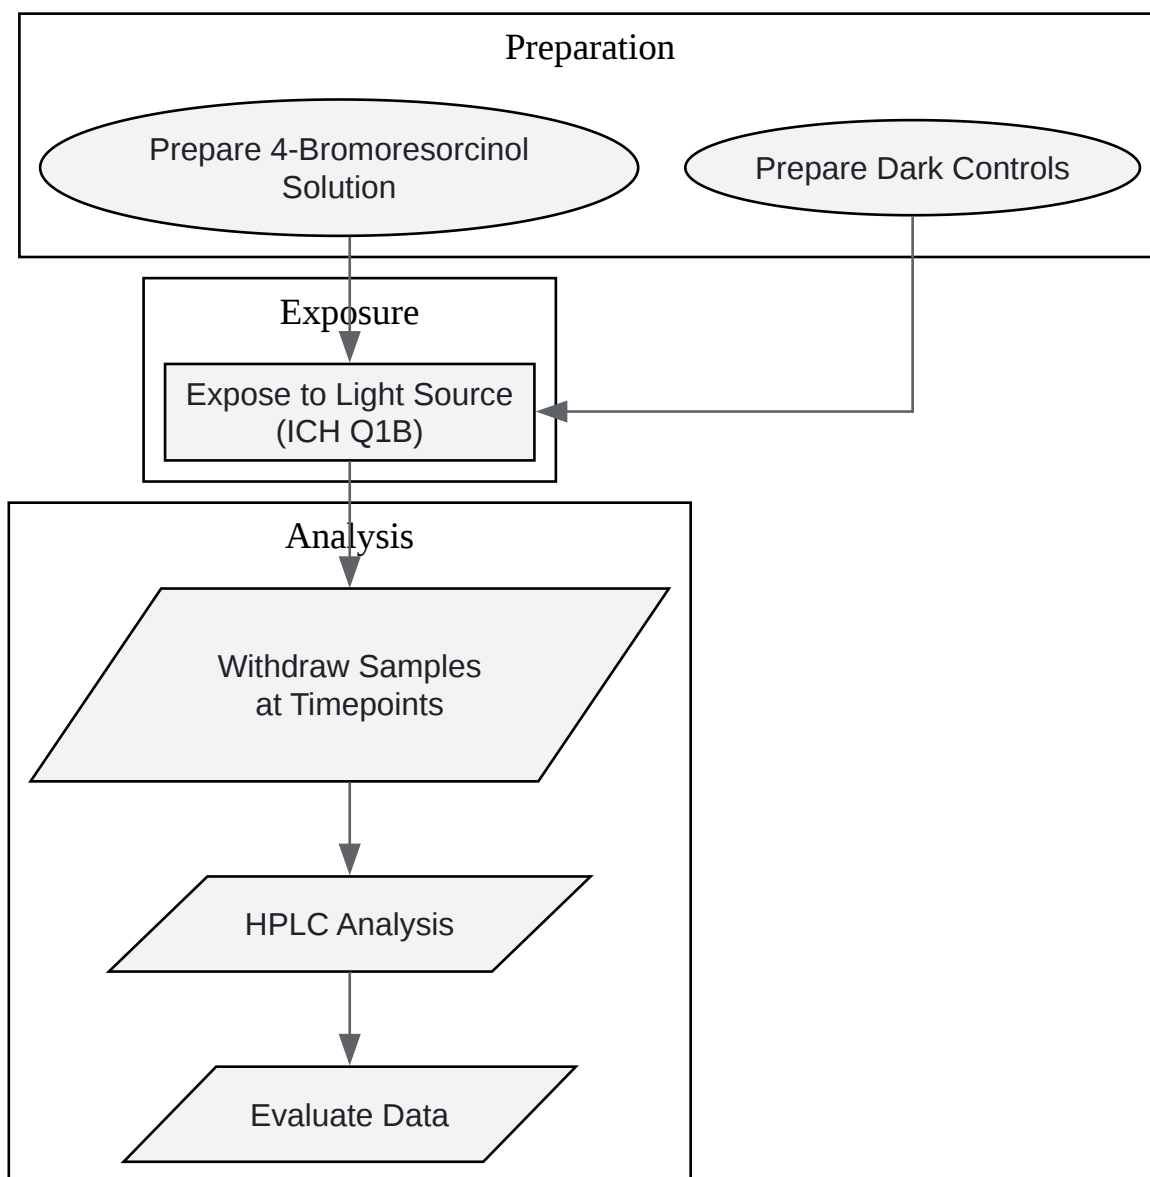 Preparation
Prepare 4-Bromoresorcinol
Solution
Prepare Dark Controls
Exposure
Expose to Light Source
(ICH Q1B)
Analysis
Withdraw Samples
at Timepoints
HPLC Analysis
Evaluate Data